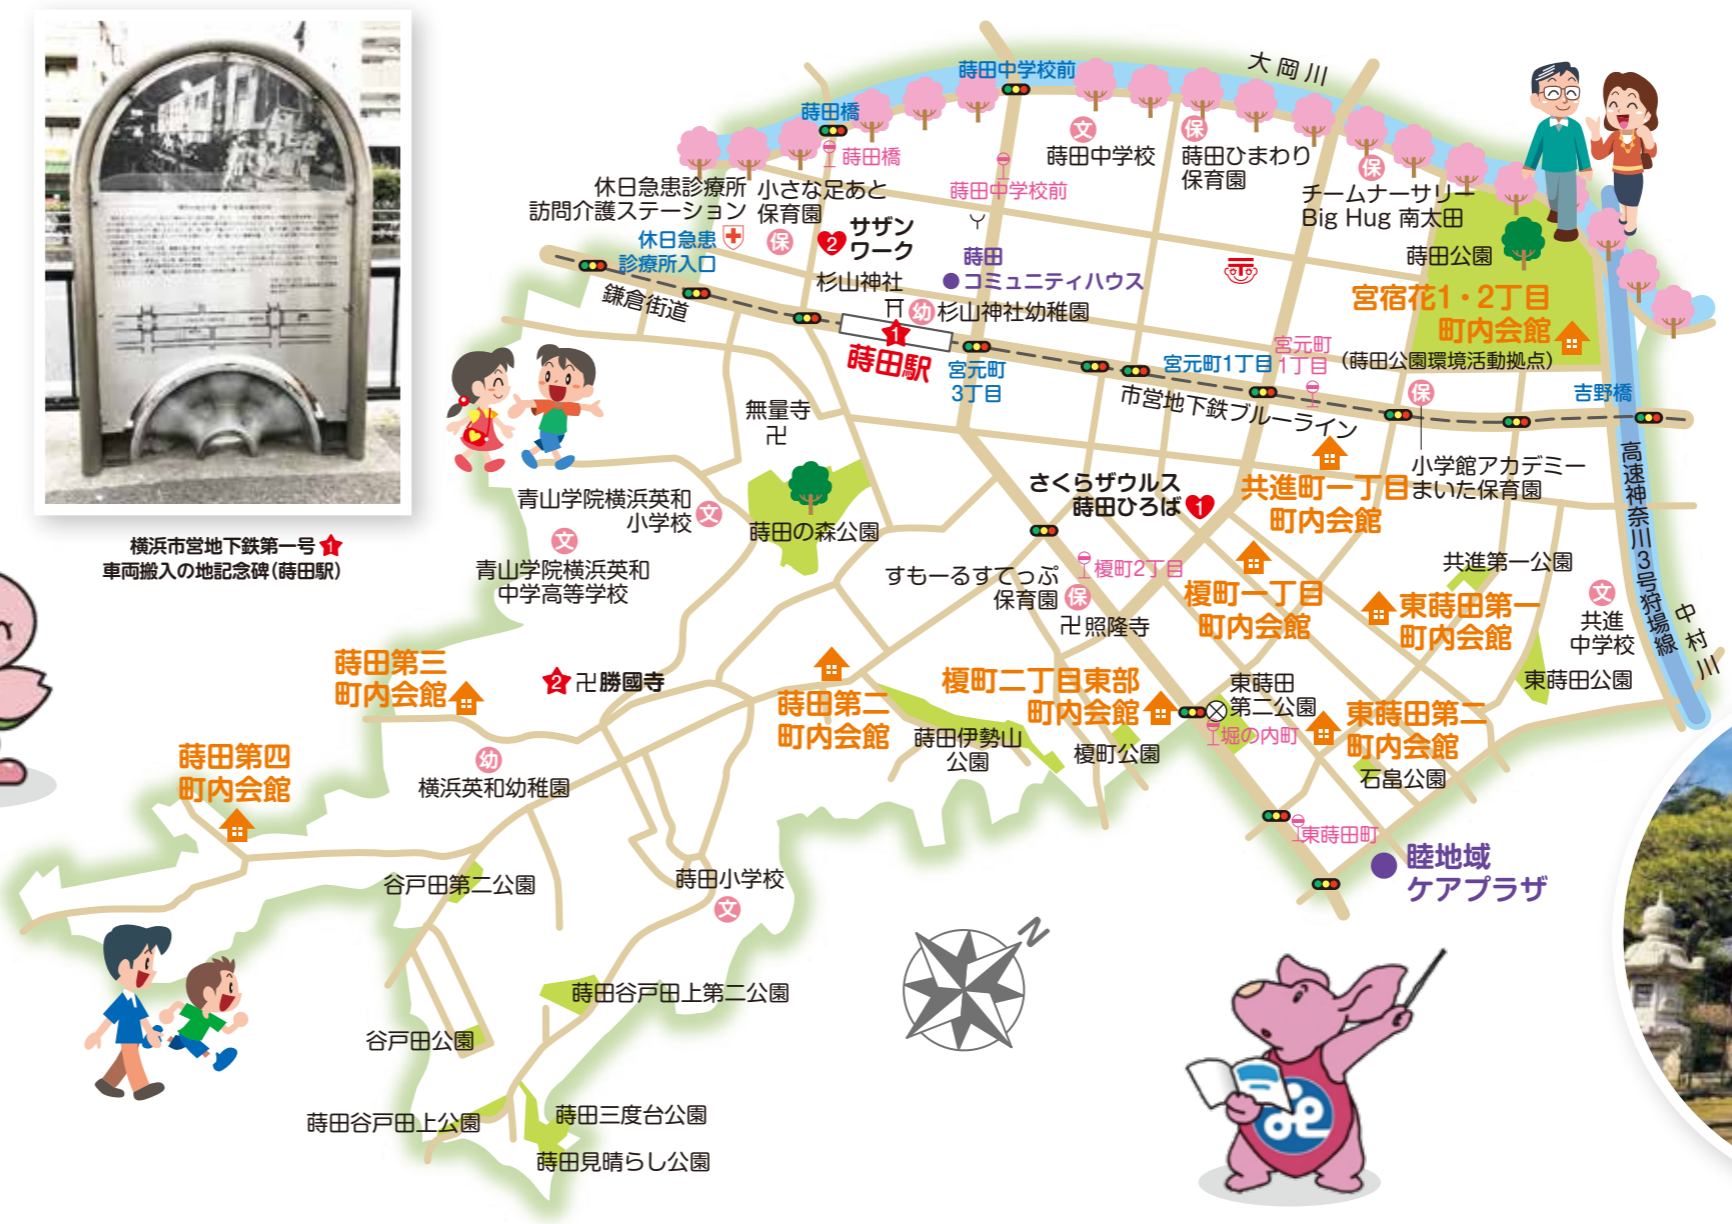 横浜市営地下鉄第一号 1
車両搬入の地記念碑(蒔田駅)
大岡川
蒔田中学校前
蒔田橋
蒔田橋
文
蒔田中学校
保
蒔田ひまわり
保育園
保
チームナーサリー
Big Hug 南太田
蒔田中学校前
休日急患診療所
訪問介護ステーション
小さな足あと
保育園
保
休日急患
診療所入口
2
サザン
ワーク
蒔田
コミュニティハウス
蒔田公園
杉山神社
幼
杉山神社幼稚園
鎌倉街道
宮宿花1・2丁目
町内会館
(蒔田公園環境活動拠点)
1
蒔田駅
宮元町
3丁目
宮元町1丁目
宮元町
1丁目
市営地下鉄ブルーライン
保
吉野橋
無量寺
卍
小学館アカデミー
まいた保育園
高速神奈川3号狩場線
中村川
さくらザウルス
蒔田ひろば
1
共進町一丁目
町内会館
青山学院横浜英和
小学校
文
蒔田の森公園
文
青山学院横浜英和
中学高等学校
すもーるすてっぷ
保育園
保
榎町2丁目
卍照隆寺
榎町一丁目
町内会館
共進第一公園
東蒔田第一
町内会館
文
共進
中学校
東蒔田公園
蒔田第三
町内会館
2
卍勝國寺
蒔田第二
町内会館
榎町二丁目東部
町内会館
東蒔田
第二公園
堀の内町
東蒔田第二
町内会館
蒔田伊勢山
公園
榎町公園
石畠公園
蒔田第四
町内会館
幼
横浜英和幼稚園
東蒔田町
睦地域
ケアプラザ
谷戸田第二公園
蒔田小学校
文
N
蒔田谷戸田上第二公園
谷戸田公園
蒔田谷戸田上公園
蒔田三度台公園
蒔田見晴らし公園